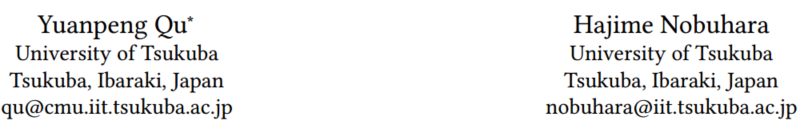 Yuanpeng Qu*
University of Tsukuba
Tsukuba, Ibaraki, Japan
qu@cmu.iit.tsukuba.ac.jp
Hajime Nobuhara
University of Tsukuba
Tsukuba, Ibaraki, Japan
nobuhara@iit.tsukuba.ac.jp